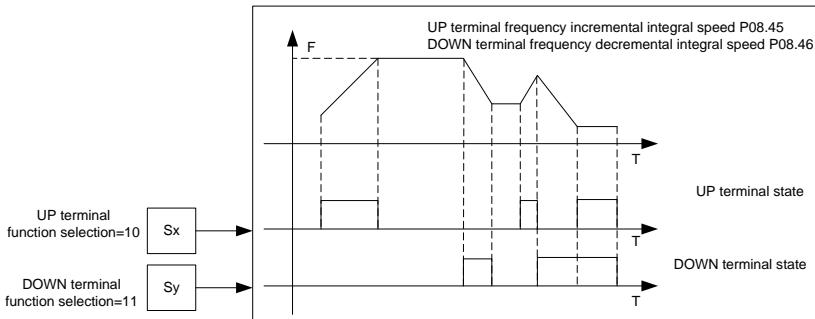 UP terminal frequency incremental integral speed P08.45
DOWN terminal frequency decremental integral speed P08.46
F
T
UP terminal state
UP terminal
function selection=10
Sx
T
DOWN terminal state
DOWN terminal
function selection=11
Sy
T